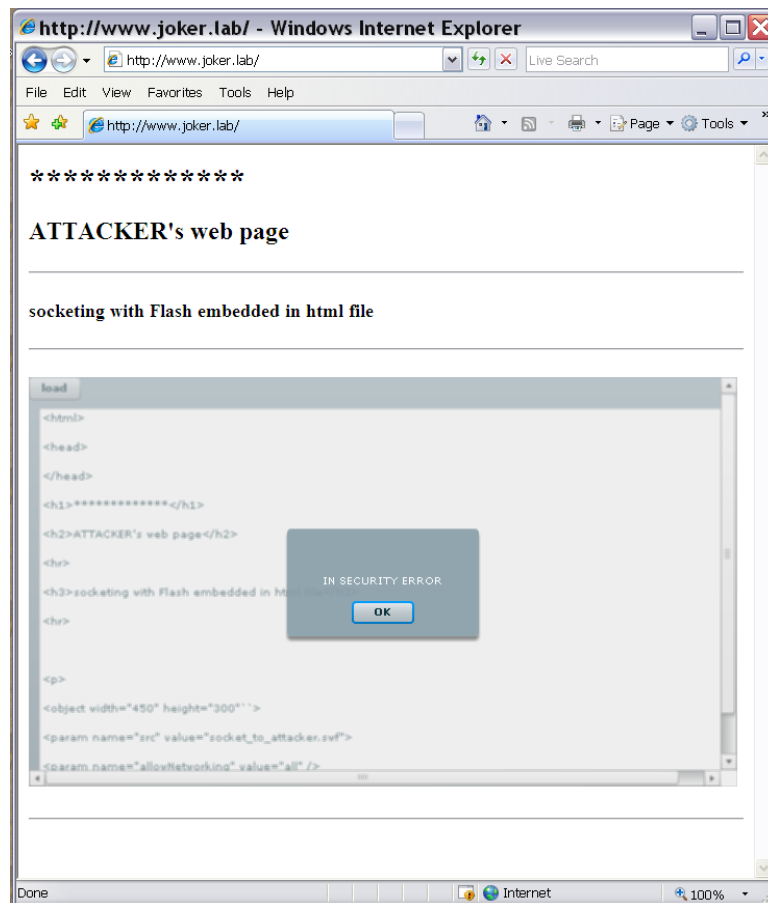 http://www.joker.lab/ - Windows Internet Explorer
http://www.joker.lab/
Live Search
File Edit View Favorites Tools Help
http://www.joker.lab/
Page Tools »
*************
ATTACKER's web page
socketing with Flash embedded in html file
load
<html>
<head>
</head>
<h1>*************</h1>
<h2>ATTACKER's web page</h2>
<hr>
<h3>socketing with Flash embedded in
<hr>
IN SECURITY ERROR
OK
<p>
<object width="450" height="300"``>
<param name="src" value="socket_to_attacker.swf">
<param name="allowNetworking" value="all" />
Done
Internet
100%